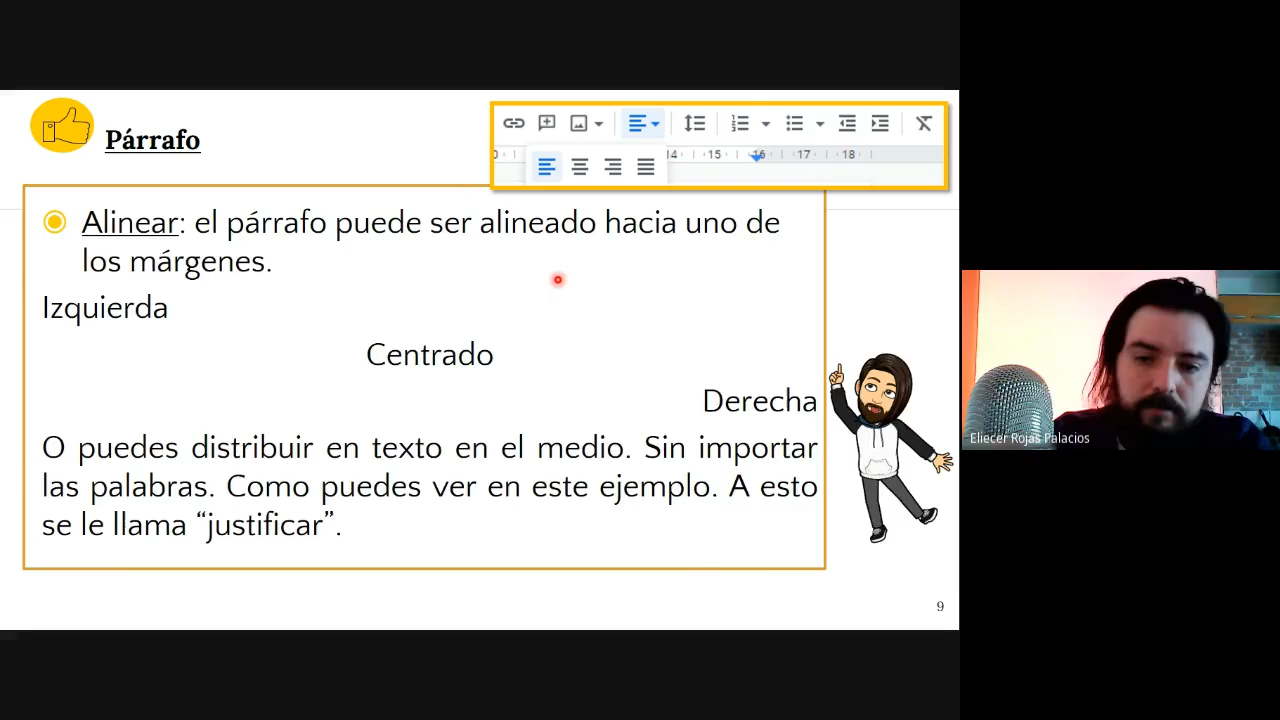 Párrafo
14 15 16 17 18
Alinear: el párrafo puede ser alineado hacia uno de
los márgenes.
Izquierda
Centrado
Derecha
O puedes distribuir en texto en el medio. Sin importar
las palabras. Como puedes ver en este ejemplo. A esto
se le llama “justificar”.
9
Eliecer Rojas Palacios